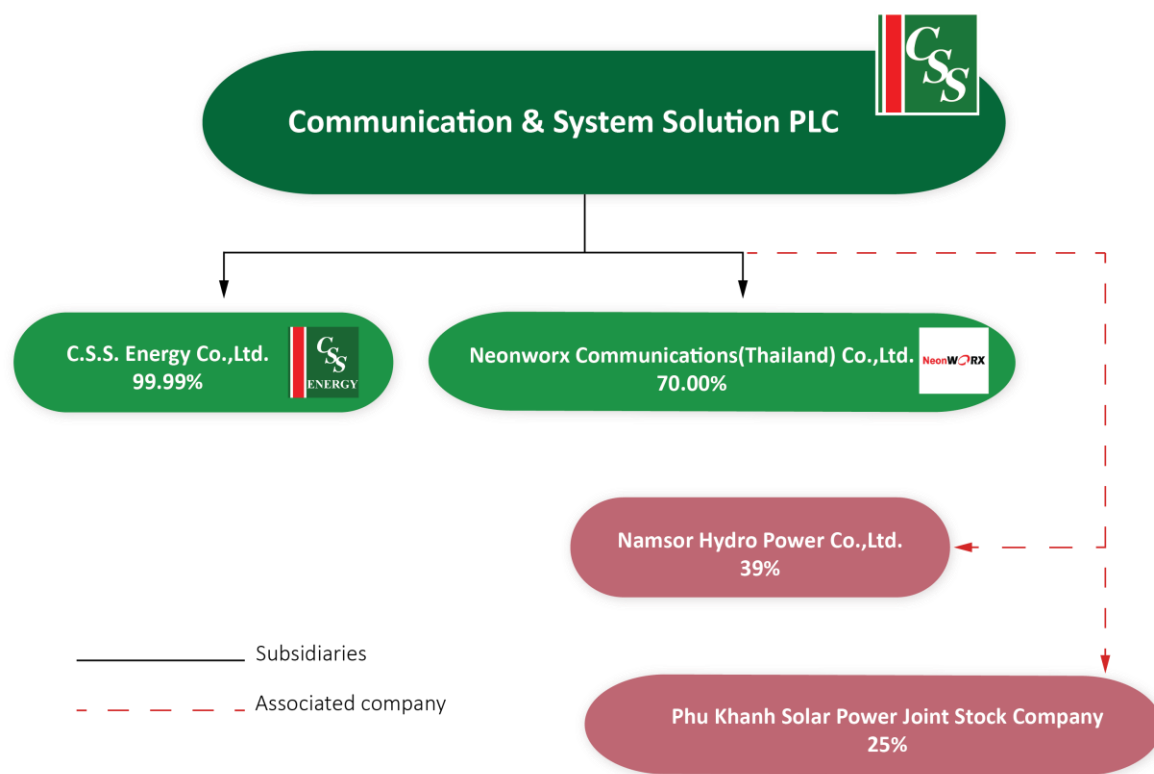 CSS
Communication & System Solution PLC
C.S.S. Energy Co.,Ltd.
99.99%
CSS
ENERGY
Neonworx Communications(Thailand) Co.,Ltd.
70.00%
NeonWORX
Namsor Hydro Power Co.,Ltd.
39%
Subsidiaries
Associated company
Phu Khanh Solar Power Joint Stock Company
25%